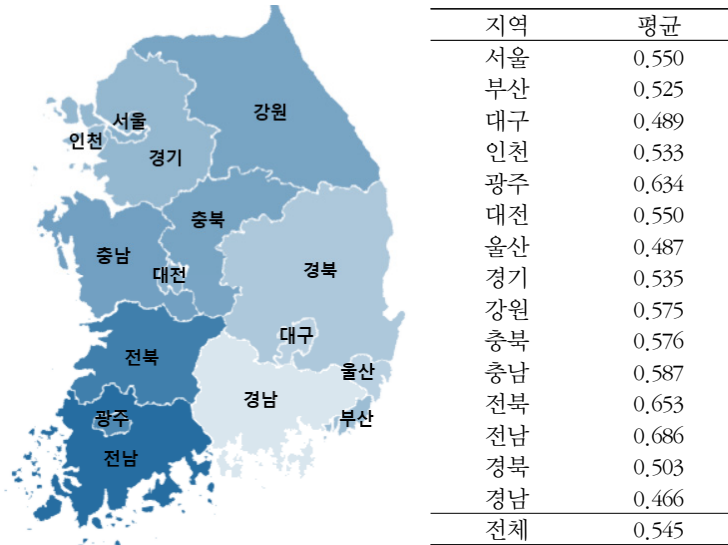 강원
서울
인천
경기
충북
충남
대전
경북
대구
전북
울산
경남
광주
부산
전남
지역 평균
서울 0.550
부산 0.525
대구 0.489
인천 0.533
광주 0.634
대전 0.550
울산 0.487
경기 0.535
강원 0.575
충북 0.576
충남 0.587
전북 0.653
전남 0.686
경북 0.503
경남 0.466
전체 0.545